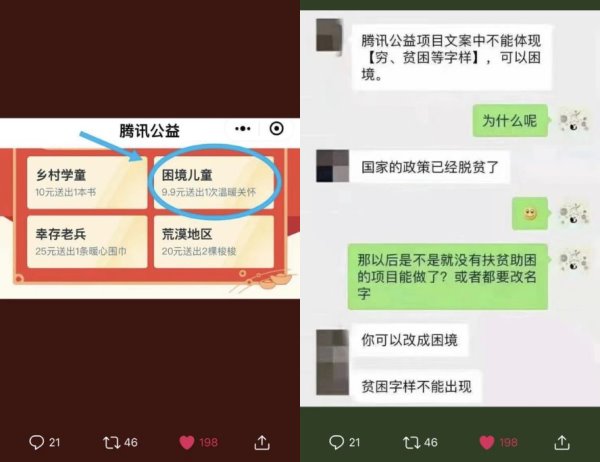 腾讯公益
乡村学童
10元送出1本书
困境儿童
9.9元送出1次温暖关怀
幸存老兵
25元送出1条暖心围巾
荒漠地区
20元送出2棵梭梭
21
46
198
腾讯公益项目文案中不能体现
【穷、贫困等字样】，可以困
境。
为什么呢
国家的政策已经脱贫了
那以后是不是就没有扶贫助困
的项目能做了？或者都要改名
字
你可以改成困境
贫困字样不能出现
21
46
198